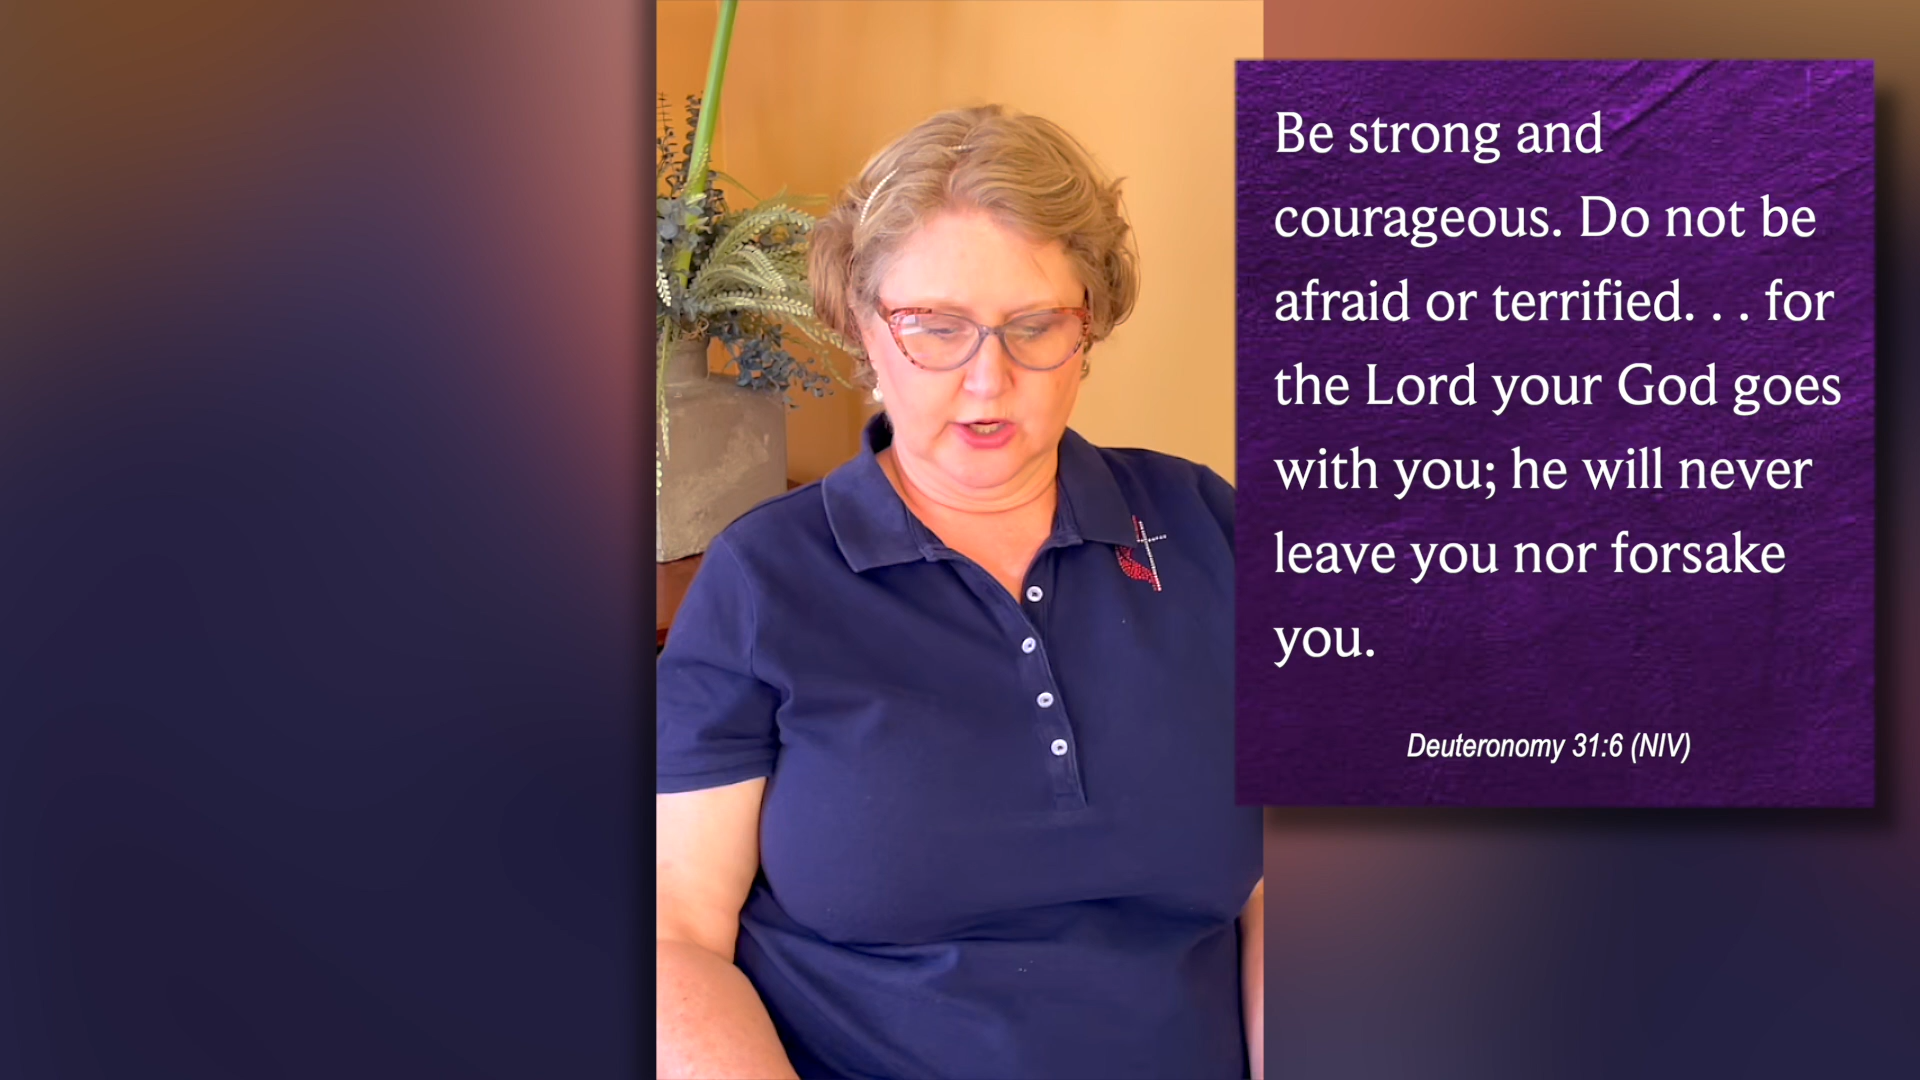 Be strong and
courageous. Do not be
afraid or terrified. . . for
the Lord your God goes
with you; he will never
leave you nor forsake
you.
Deuteronomy 31:6 (NIV)